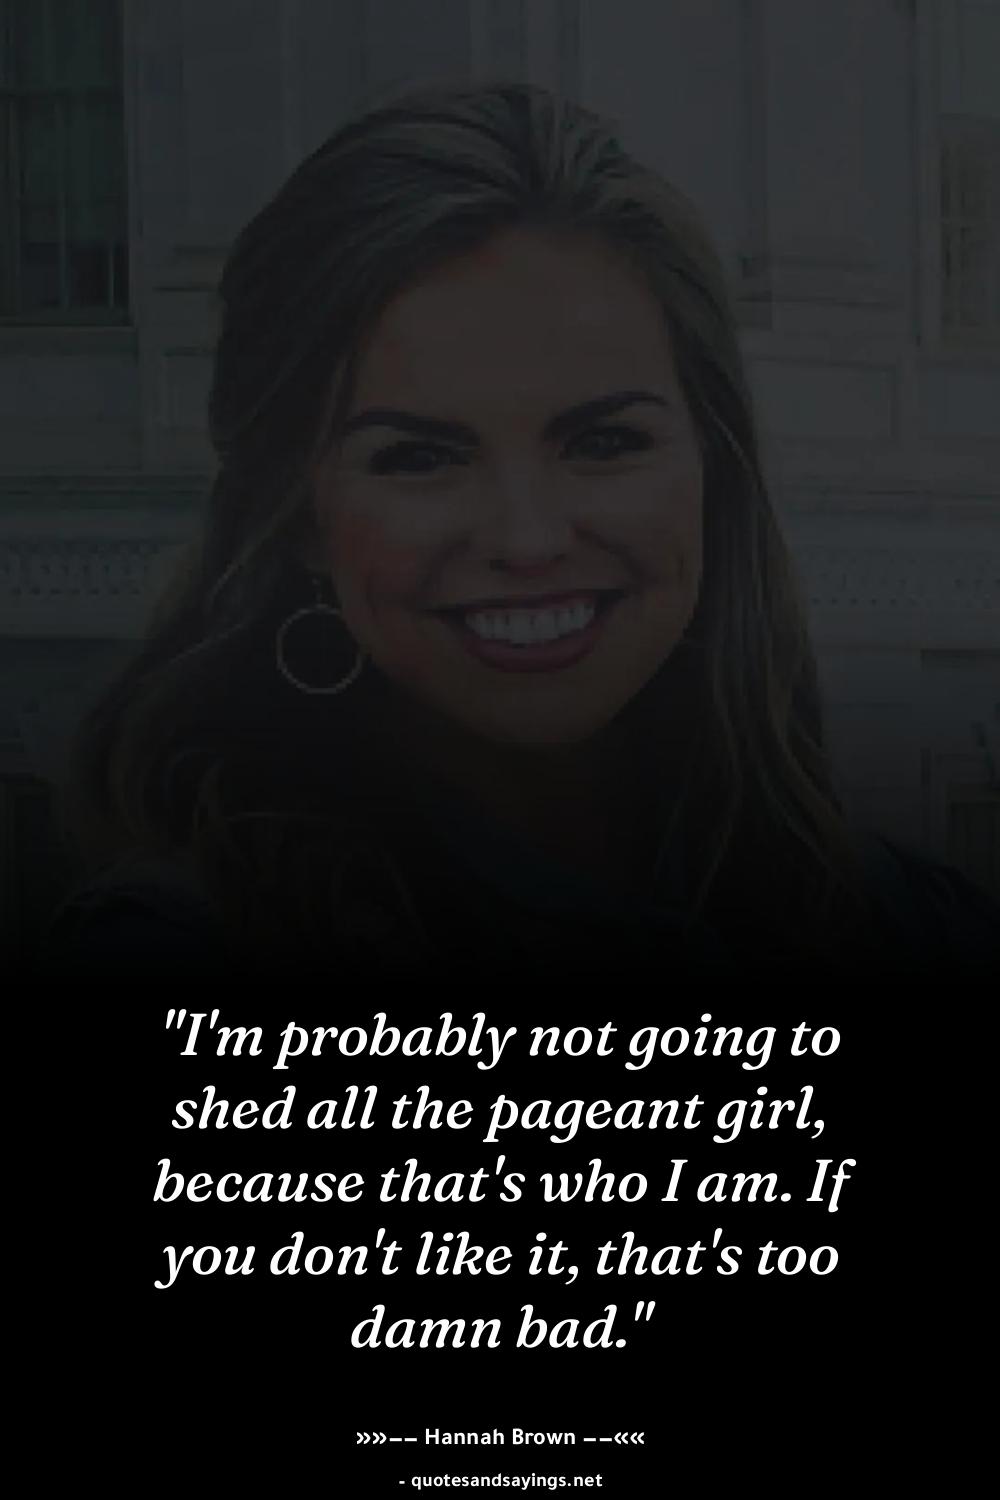 "I'm probably not going to
shed all the pageant girl,
because that's who I am. If
you don't like it, that's too
damn bad."
»»−− Hannah Brown −−««
- quotesandsayings.net